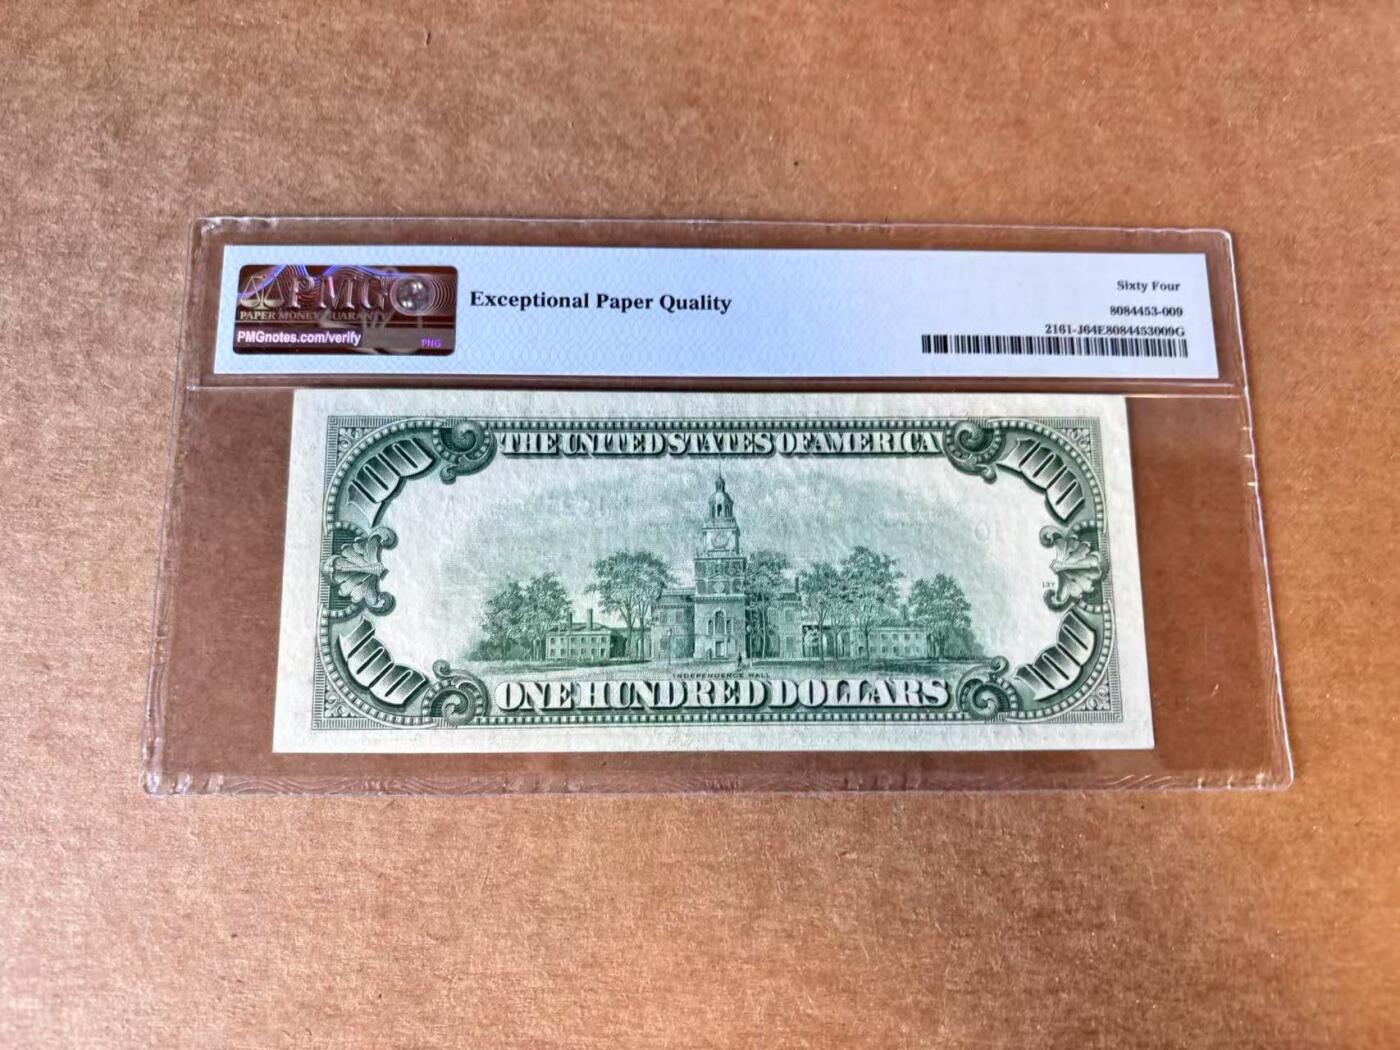 PMG
PAPER MONEY GUARANTY
PMGnotes.com/verify
PNG
Exceptional Paper Quality
Sixty Four
8084453-009
2161-J64E8084453009G
THE UNITED STATES OF AMERICA
100
100
137
INDEPENDENCE HALL
100
100
ONE HUNDRED DOLLARS